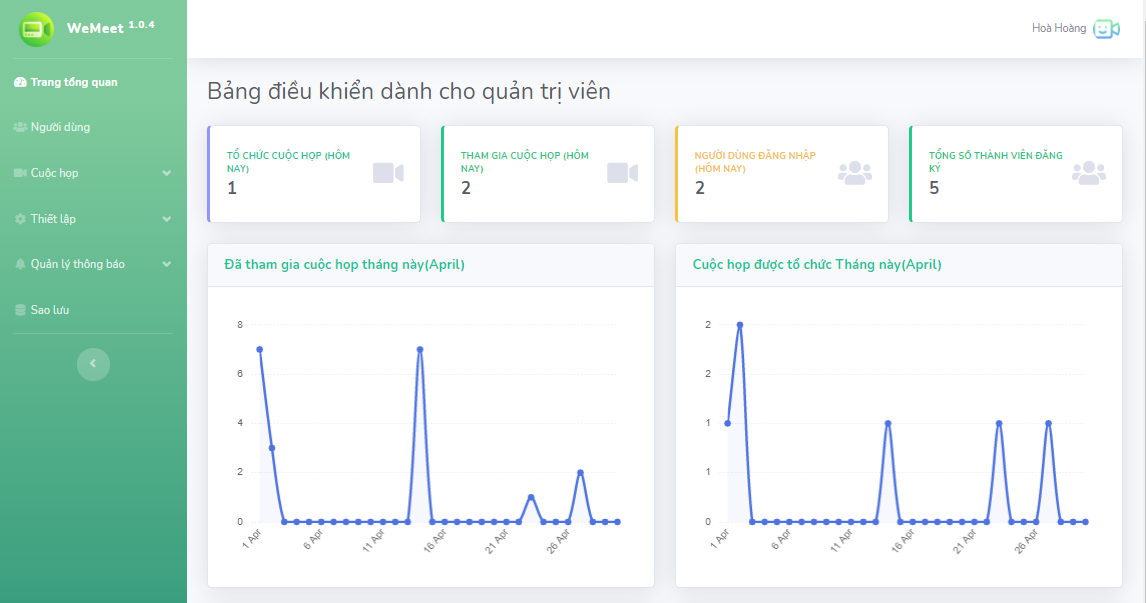 WeMeet 1.0.4
Hoà Hoàng
Trang tổng quan
Người dùng
Cuộc họp
Thiết lập
Quản lý thông báo
Sao lưu
Bảng điều khiển dành cho quản trị viên
TỔ CHỨC CUỘC HỌP (HÔM
NAY)
1
THAM GIA CUỘC HỌP (HÔM
NAY)
2
NGƯỜI DÙNG ĐĂNG NHẬP
(HÔM NAY)
2
TỔNG SỐ THÀNH VIÊN ĐĂNG
KÝ
5
Đã tham gia cuộc họp tháng này(April)
8
6
4
2
0
1 Apr
6 Apr
11 Apr
16 Apr
21 Apr
26 Apr
Cuộc họp được tổ chức Tháng này(April)
2
2
1
1
0
1 Apr
6 Apr
11 Apr
16 Apr
21 Apr
26 Apr